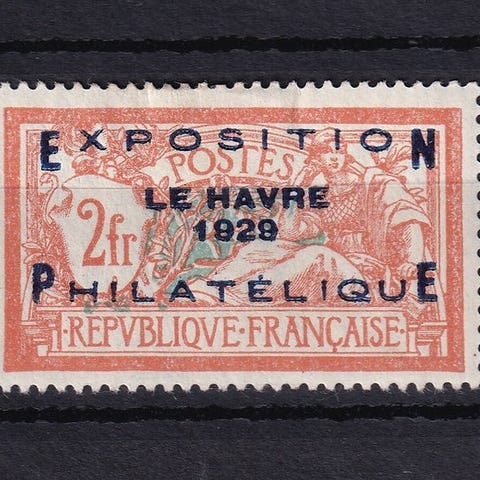 EXPOSITION
POSTES
LE HAVRE
1929
2fr
PHILATÉLIQUE
·REPVBLIQVE·FRANÇAISE·